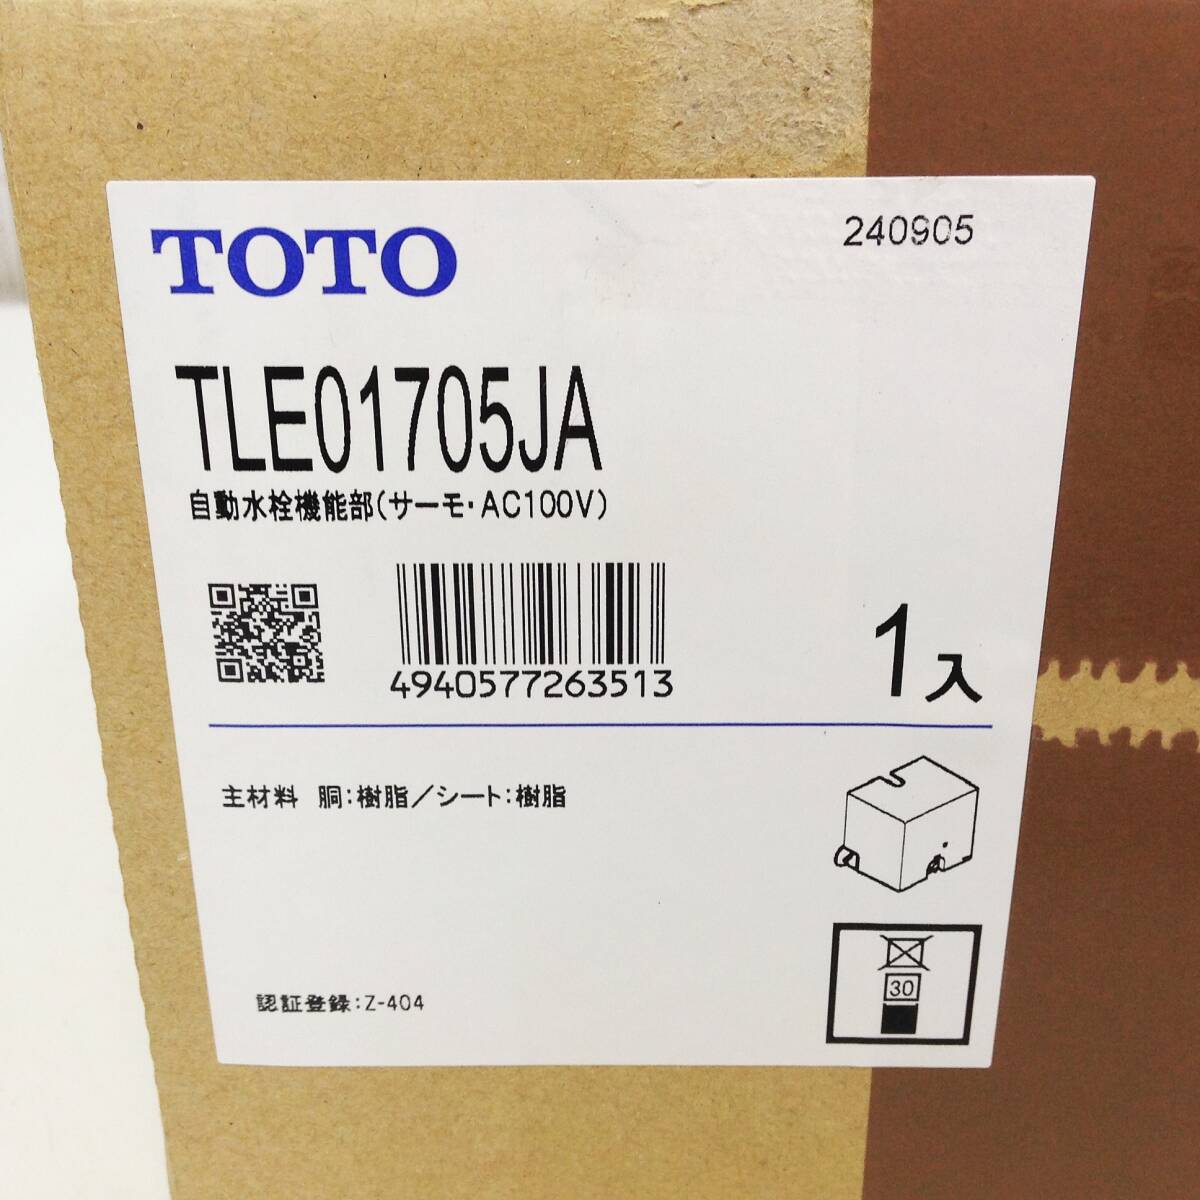 TOTO
240905
TLE01705JA
自動水栓機能部(サーモ・AC100V)
4940577263513
1入
主材料 胴:樹脂/シート:樹脂
30
認証登録:Z-404